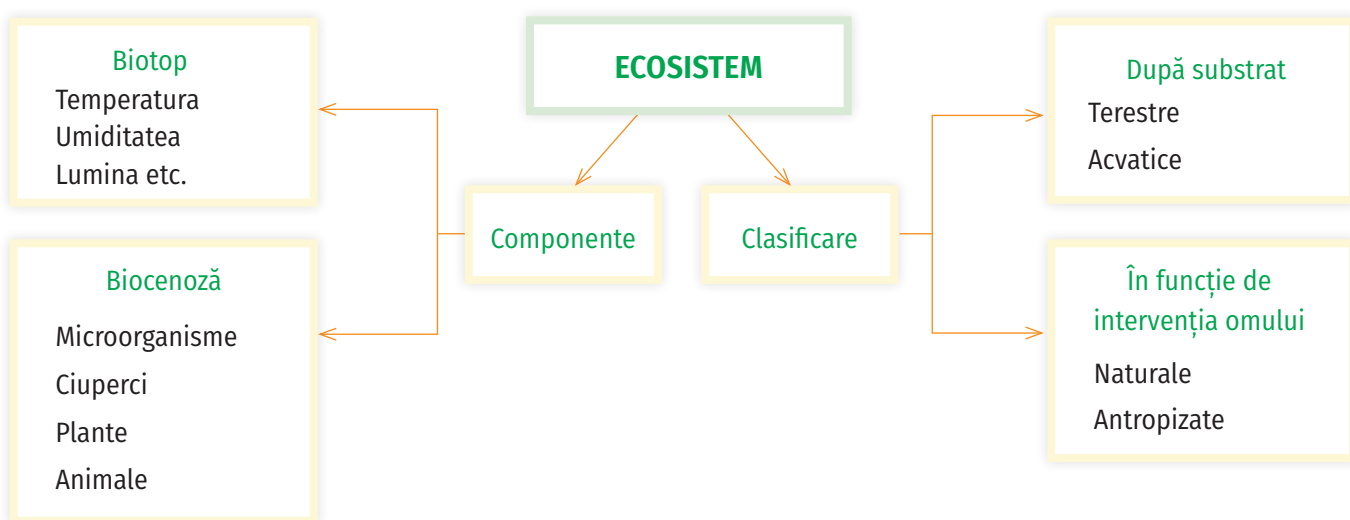 ECOSISTEM
Componente
Biotop
Temperatura
Umiditatea
Lumina etc.
Biocenoză
Microorganisme
Ciuperci
Plante
Animale
Clasificare
După substrat
Terestre
Acvatice
În funcție de
intervenția omului
Naturale
Antropizate